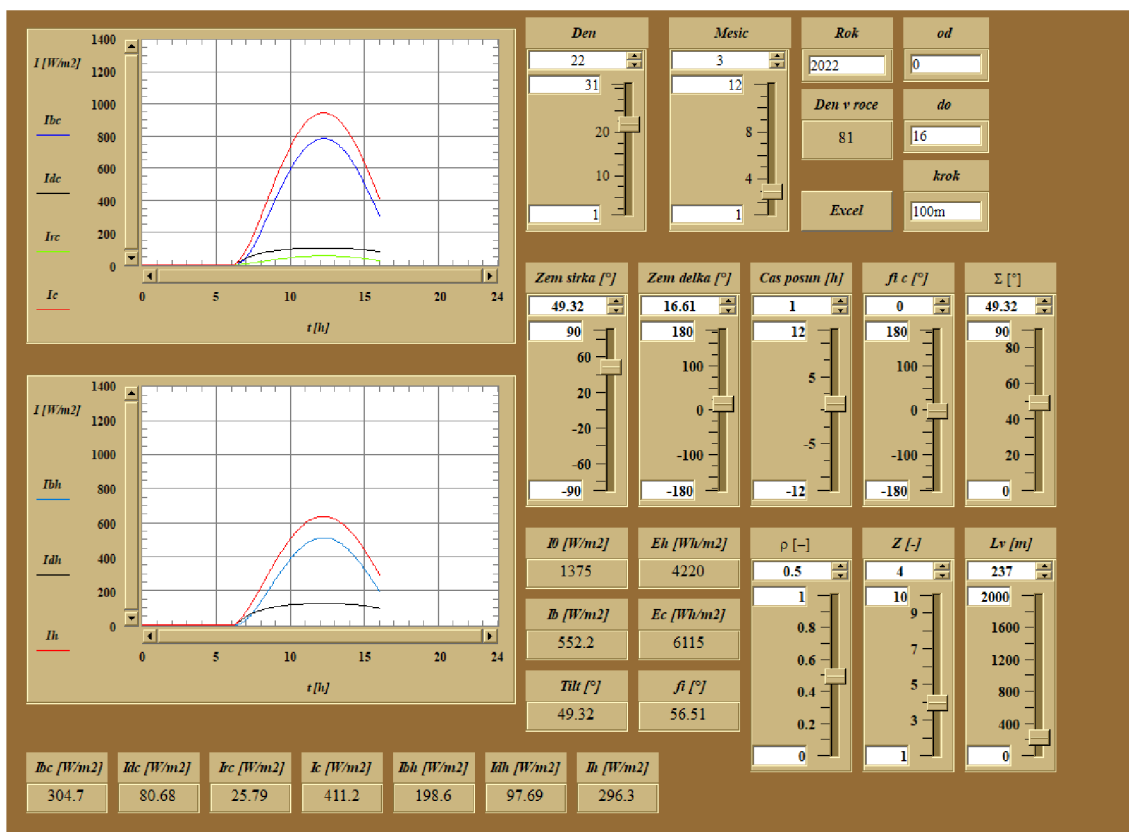 I [W/m2]
Ibc
Idc
Irc
Ic
1400
1200
1000
800
600
400
200
0
0 5 10 15 20 24
t [h]
I [W/m2]
Ibh
Idh
Ih
1400
1200
1000
800
600
400
200
0
0 5 10 15 20 24
t [h]
Den
22
31
20
10
1
Mesic
3
12
8
4
1
Rok
2022
od
0
Den v roce
81
do
16
Excel
krok
100m
Zem sirka [°]
49.32
90
60
20
-20
-60
-90
Zem delka [°]
16.61
180
100
0
-100
-180
Cas posun [h]
1
12
5
-5
-12
fi c [°]
0
180
100
0
-100
-180
Σ [°]
49.32
90
80
60
40
20
0
I0 [W/m2]
1375
Eh [Wh/m2]
4220
Ib [W/m2]
552.2
Ec [Wh/m2]
6115
Tilt [°]
49.32
fi [°]
56.51
ρ [–]
0.5
1
0.8
0.6
0.4
0.2
0
Z [-]
4
10
9
7
5
3
1
Lv [m]
237
2000
1600
1200
800
400
0
Ibc [W/m2] Idc [W/m2] Irc [W/m2] Ic [W/m2] Ibh [W/m2] Idh [W/m2] Ih [W/m2]
304.7 80.68 25.79 411.2 198.6 97.69 296.3